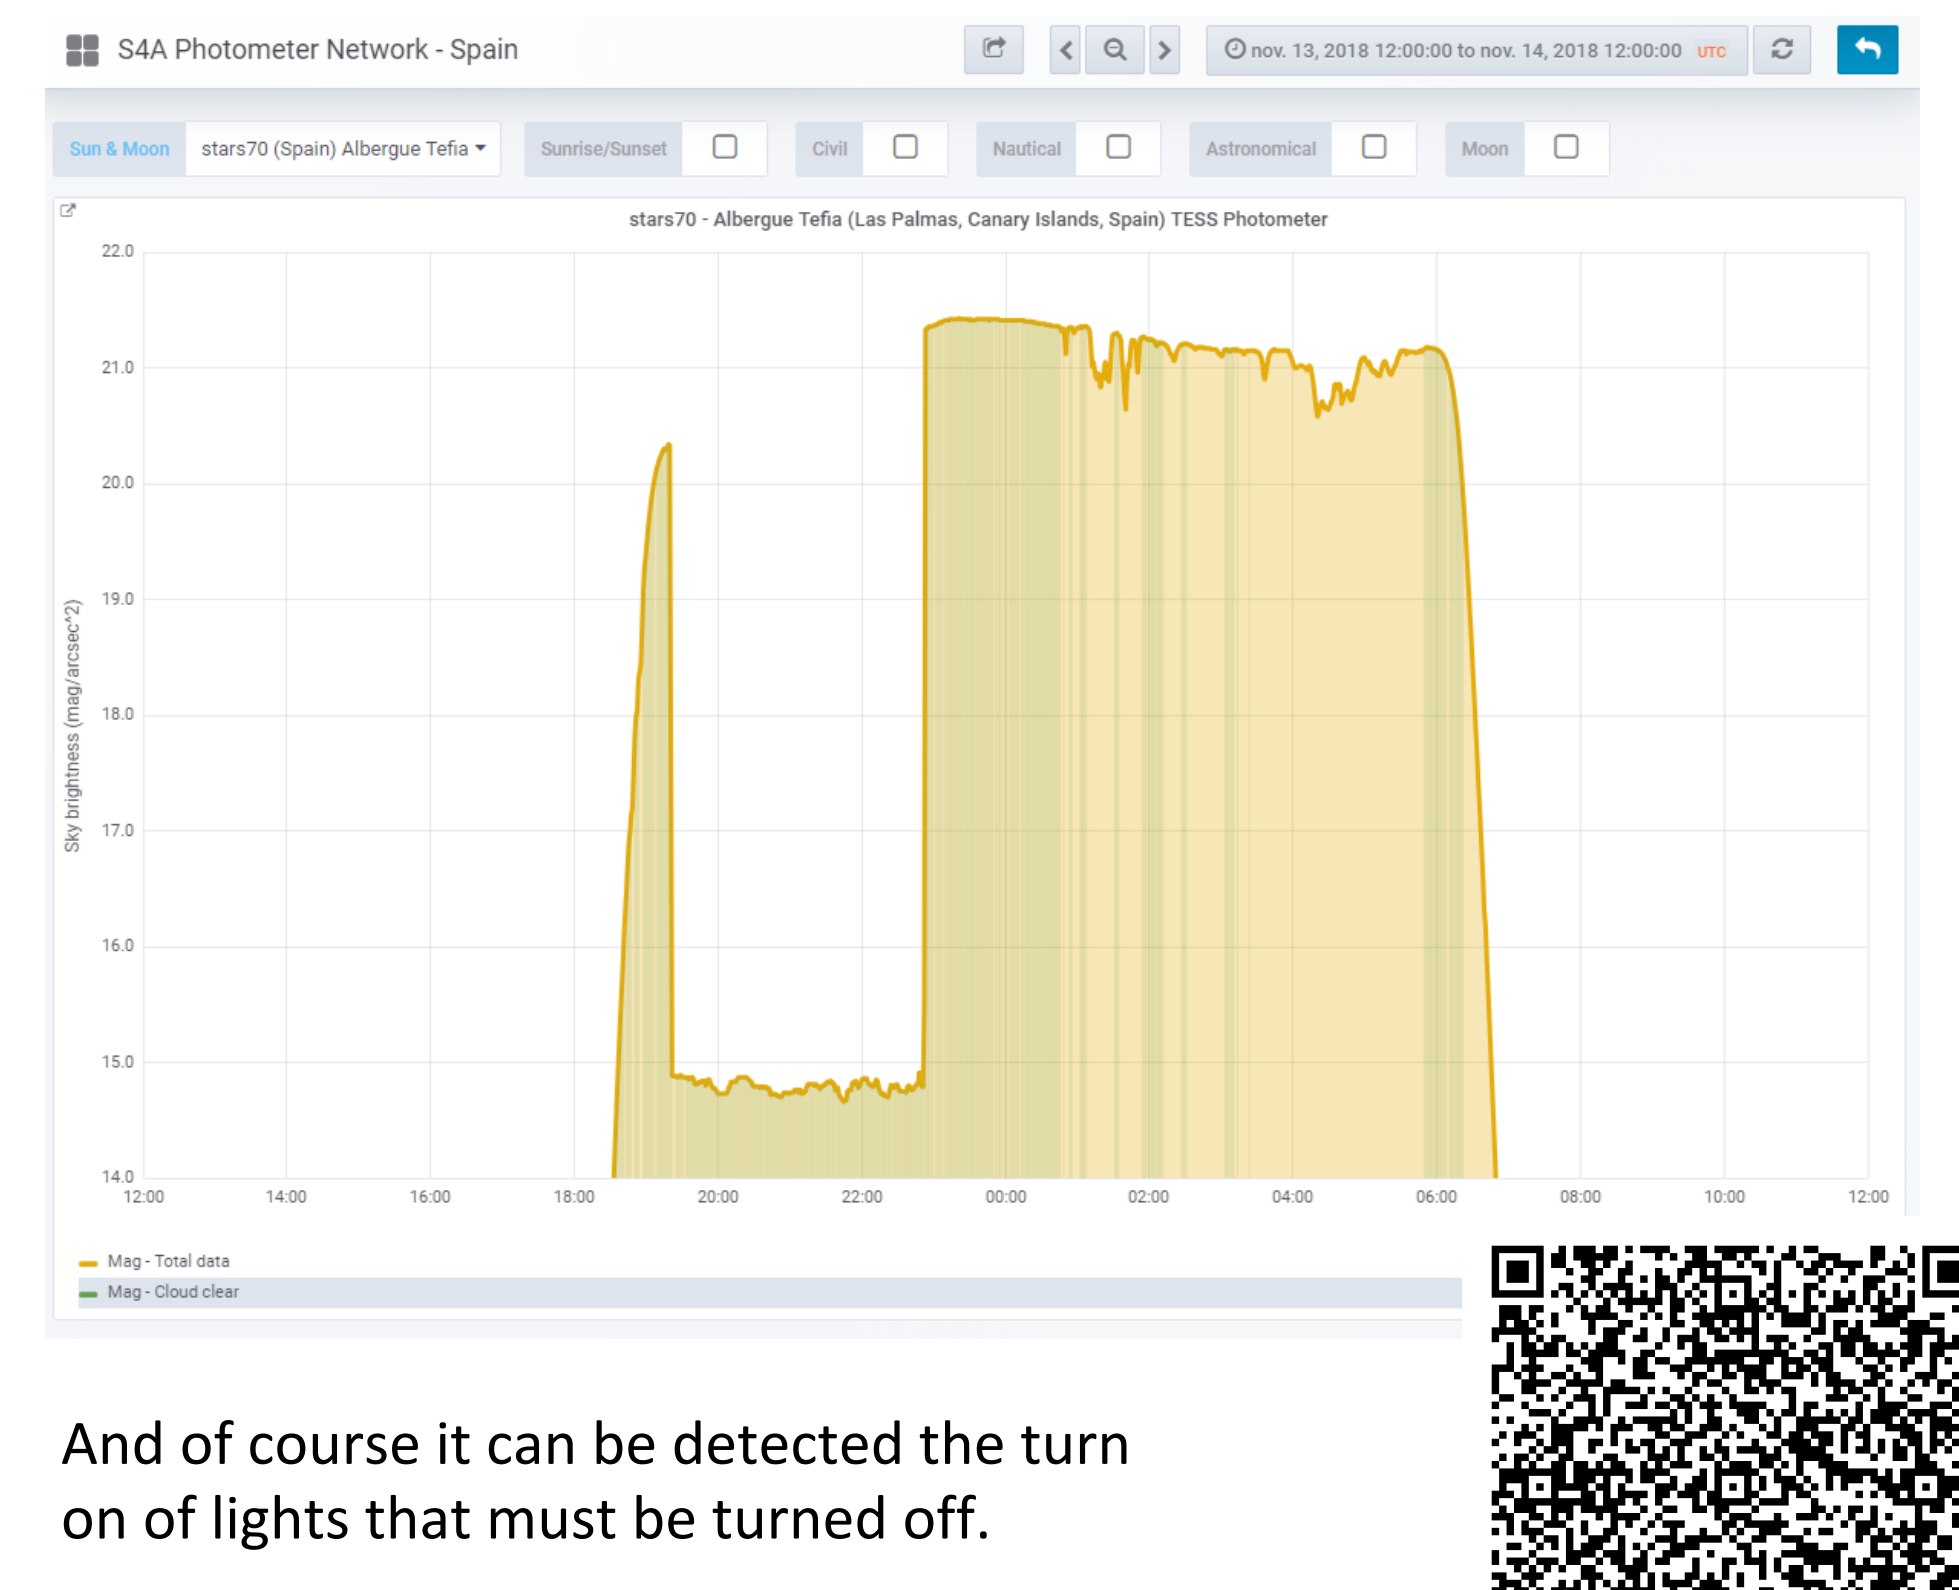 S4A Photometer Network - Spain
nov. 13, 2018 12:00:00 to nov. 14, 2018 12:00:00 UTC
Sun & Moon stars70 (Spain) Albergue Tefia Sunrise/Sunset Civil Nautical Astronomical Moon
stars70 - Albergue Tefia (Las Palmas, Canary Islands, Spain) TESS Photometer
Sky brightness (mag/arcsec^2)
22.0
21.0
20.0
19.0
18.0
17.0
16.0
15.0
14.0
12:00 14:00 16:00 18:00 20:00 22:00 00:00 02:00 04:00 06:00 08:00 10:00 12:00
Mag - Total data
Mag - Cloud clear
And of course it can be detected the turn
on of lights that must be turned off.